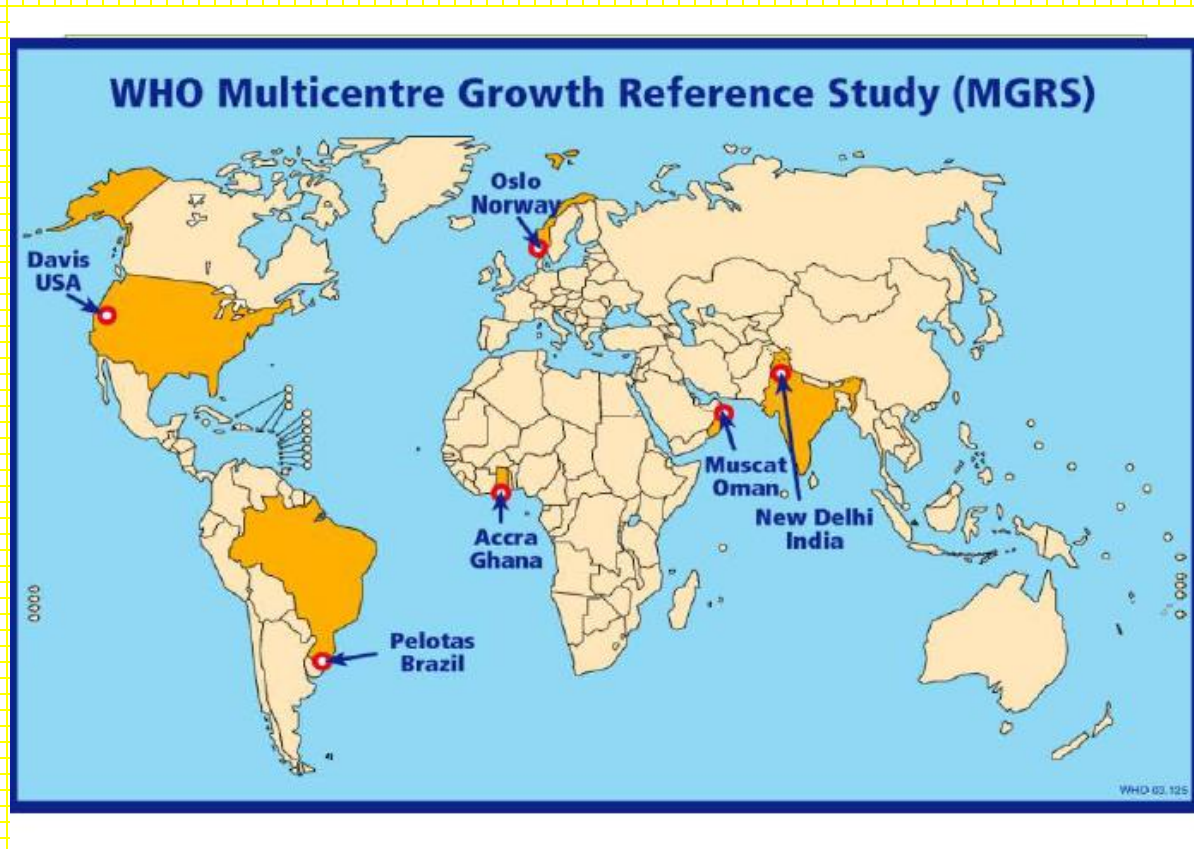 WHO Multicentre Growth Reference Study (MGRS)
Oslo
Norway
Davis
USA
Muscat
Oman
New Delhi
India
Accra
Ghana
Pelotas
Brazil
WHO 03.125